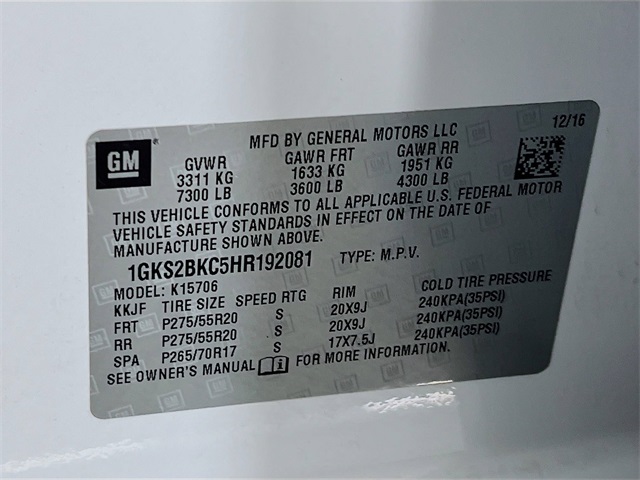 12/16
GM ®
MFD BY GENERAL MOTORS LLC
GVWR GAWR FRT GAWR RR
3311 KG 1633 KG 1951 KG
7300 LB 3600 LB 4300 LB
THIS VEHICLE CONFORMS TO ALL APPLICABLE U.S. FEDERAL MOTOR
VEHICLE SAFETY STANDARDS IN EFFECT ON THE DATE OF
MANUFACTURE SHOWN ABOVE.
1GKS2BKC5HR192081 TYPE: M.P.V.
MODEL: K15706
KKJF TIRE SIZE SPEED RTG RIM COLD TIRE PRESSURE
FRT P275/55R20 S 20X9J 240KPA(35PSI)
RR P275/55R20 S 20X9J 240KPA(35PSI)
SPA P265/70R17 S 17X7.5J 240KPA(35PSI)
SEE OWNER'S MANUAL i FOR MORE INFORMATION.